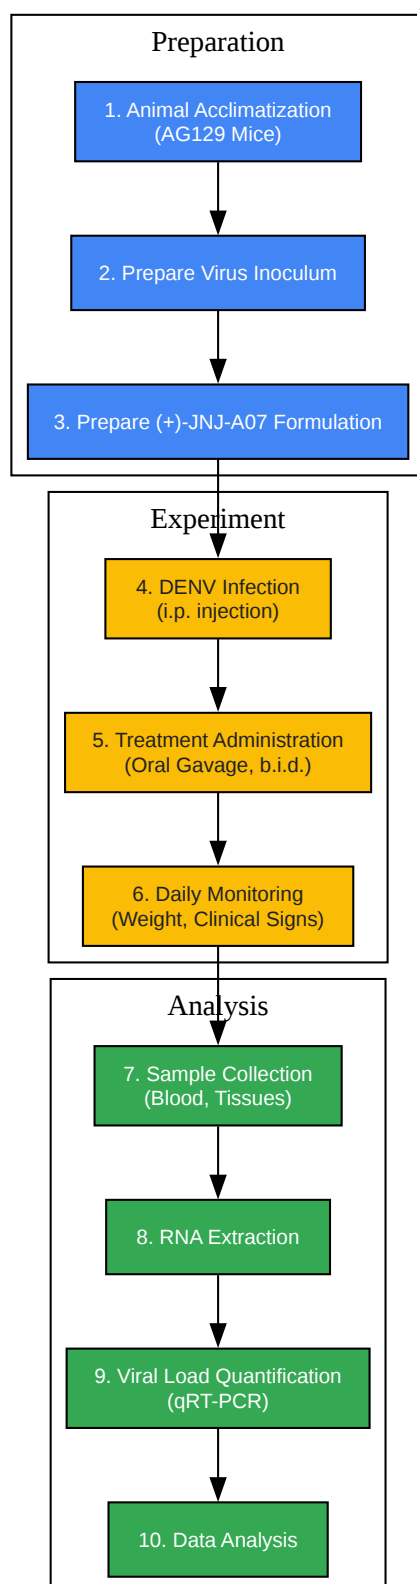 Preparation
1. Animal Acclimatization
(AG129 Mice)
2. Prepare Virus Inoculum
3. Prepare (+)-JNJ-A07 Formulation
Experiment
4. DENV Infection
(i.p. injection)
5. Treatment Administration
(Oral Gavage, b.i.d.)
6. Daily Monitoring
(Weight, Clinical Signs)
Analysis
7. Sample Collection
(Blood, Tissues)
8. RNA Extraction
9. Viral Load Quantification
(qRT-PCR)
10. Data Analysis